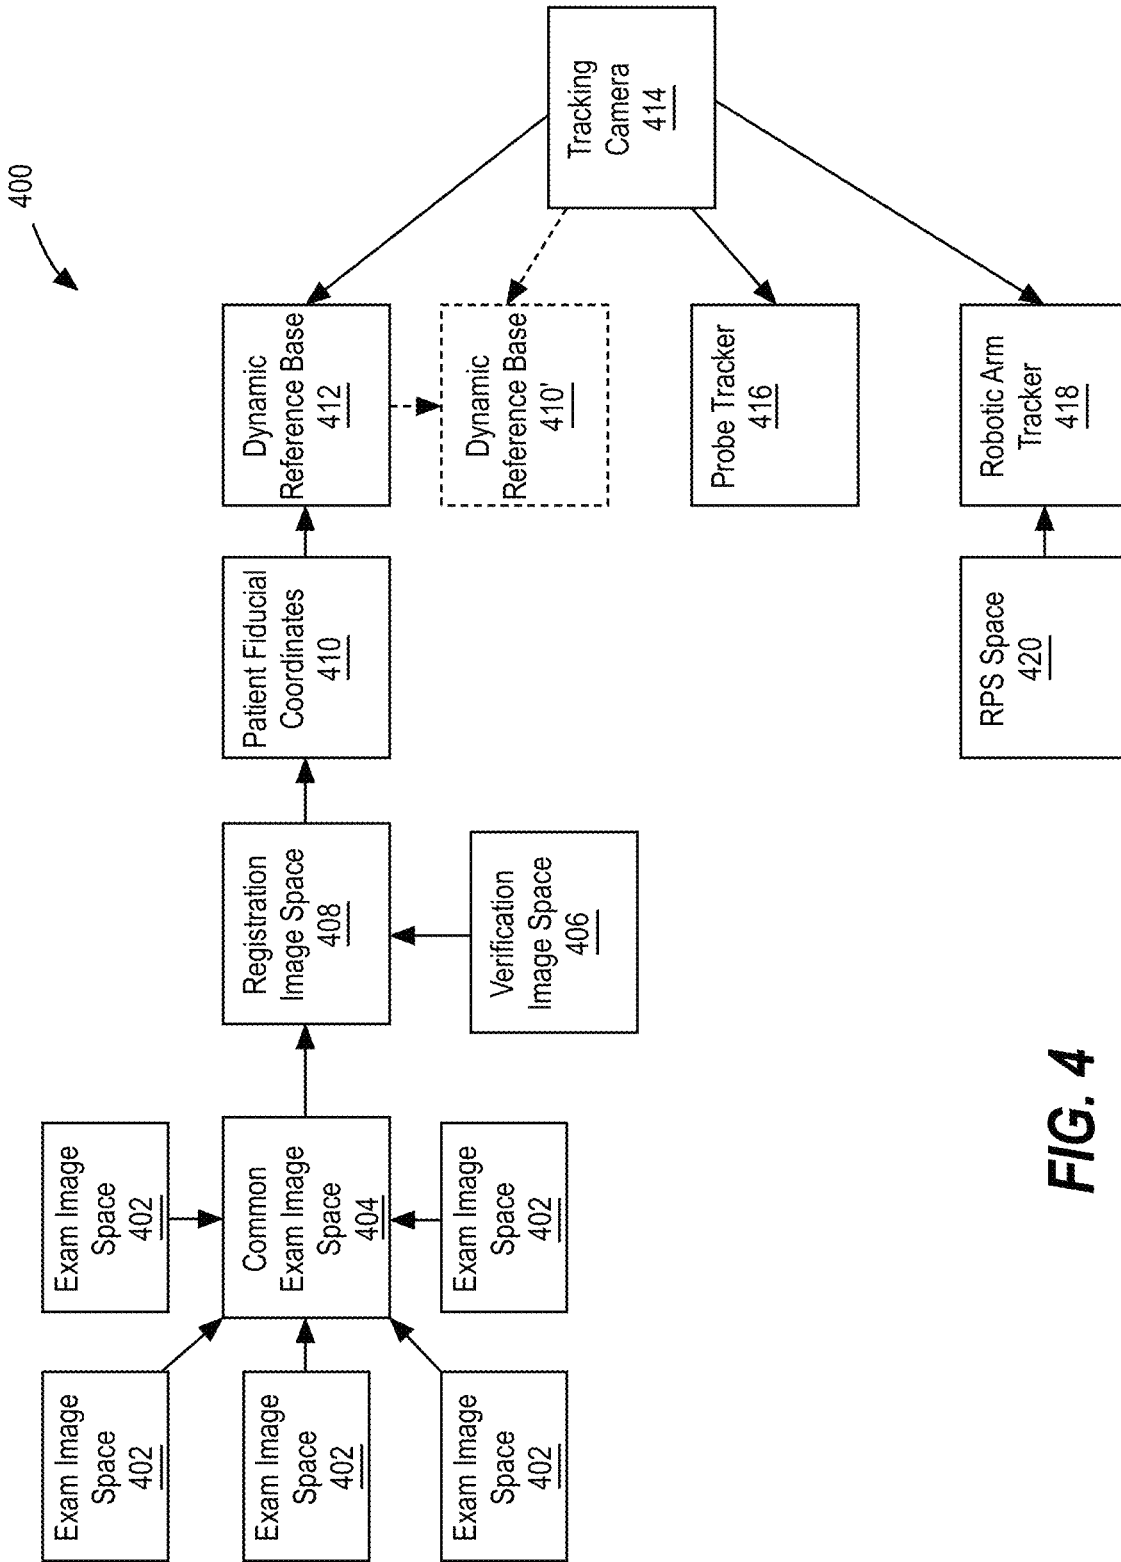 400
Exam Image
Space
402
Exam Image
Space
402
Exam Image
Space
402
Common
Exam Image
Space
404
Exam Image
Space
402
Exam Image
Space
402
Registration
Image Space
408
Verification
Image Space
406
Patient Fiducial
Coordinates
410
Dynamic
Reference Base
412
Dynamic
Reference Base
410'
Tracking
Camera
414
Probe Tracker
416
RPS Space
420
Robotic Arm
Tracker
418
FIG. 4